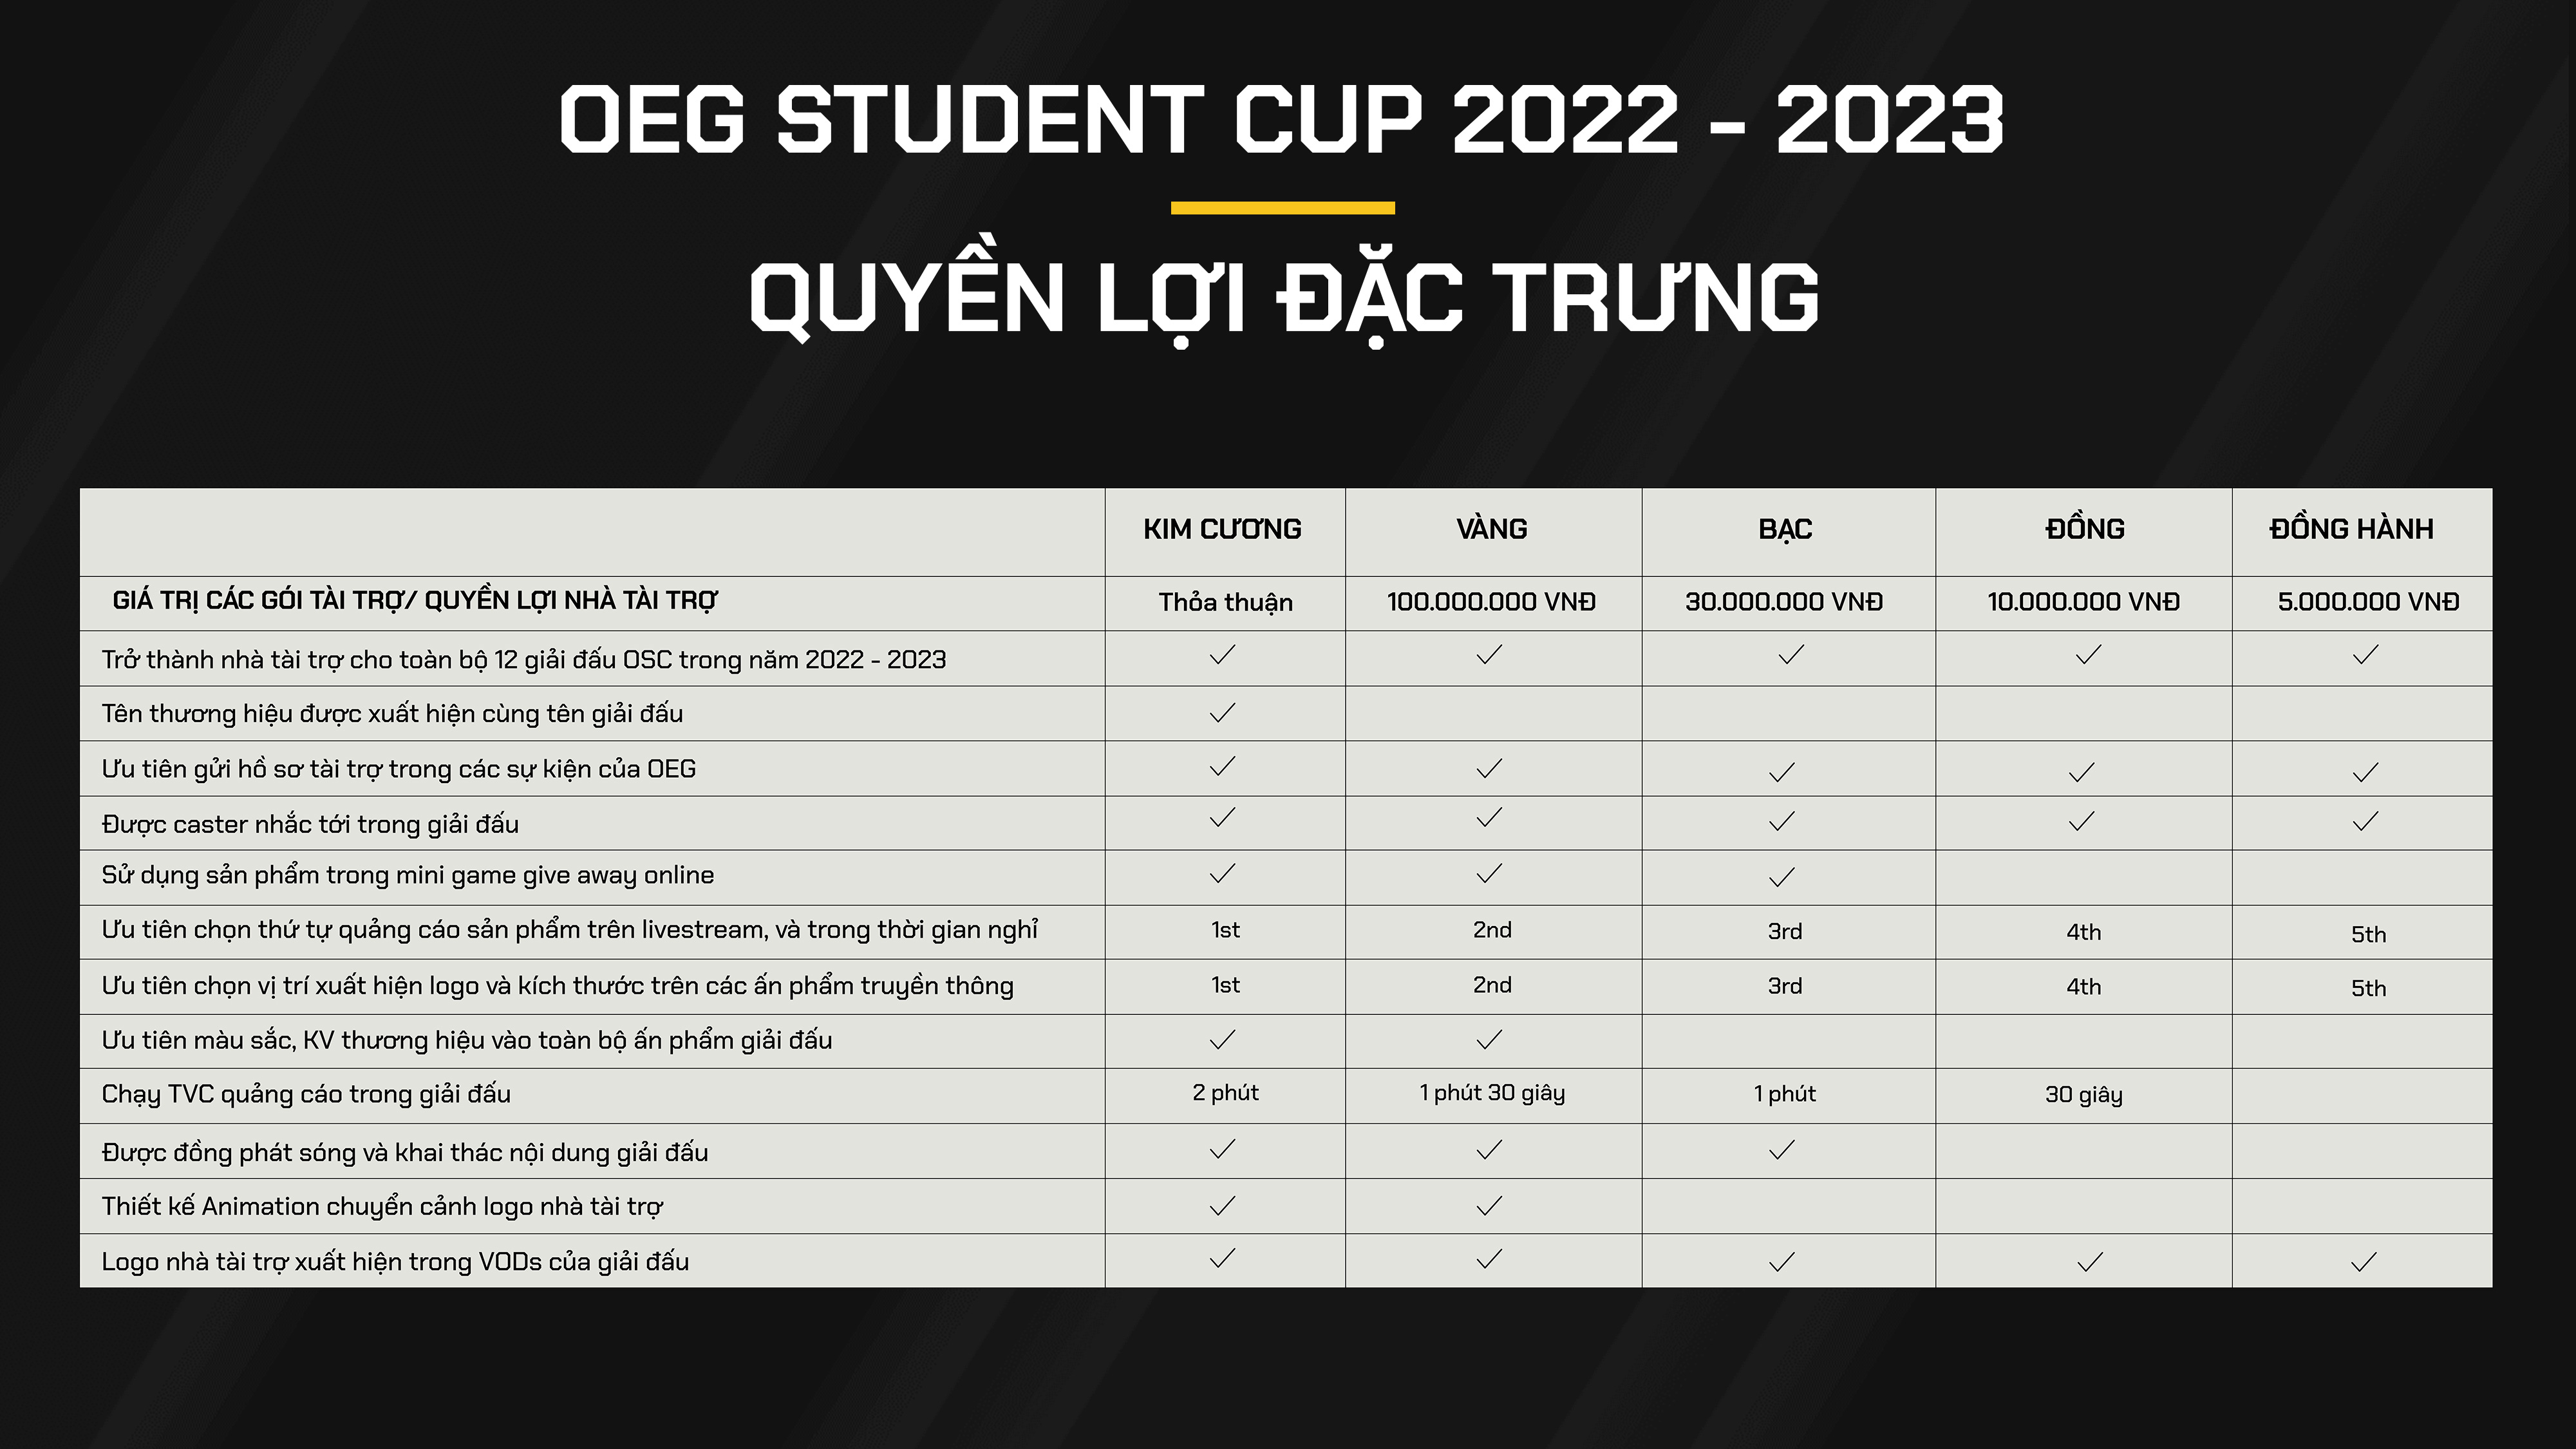 OEG STUDENT CUP 2022 - 2023
QUYỀN LỢI ĐẶC TRƯNG
KIM CƯƠNG VÀNG BẠC ĐỒNG ĐỒNG HÀNH
GIÁ TRỊ CÁC GÓI TÀI TRỢ/ QUYỀN LỢI NHÀ TÀI TRỢ Thỏa thuận 100.000.000 VNĐ 30.000.000 VNĐ 10.000.000 VNĐ 5.000.000 VNĐ
Trở thành nhà tài trợ cho toàn bộ 12 giải đấu OSC trong năm 2022 - 2023 ✓ ✓ ✓ ✓ ✓
Tên thương hiệu được xuất hiện cùng tên giải đấu ✓
Ưu tiên gửi hồ sơ tài trợ trong các sự kiện của OEG ✓ ✓ ✓ ✓ ✓
Được caster nhắc tới trong giải đấu ✓ ✓ ✓ ✓ ✓
Sử dụng sản phẩm trong mini game give away online ✓ ✓ ✓
Ưu tiên chọn thứ tự quảng cáo sản phẩm trên livestream, và trong thời gian nghỉ 1st 2nd 3rd 4th 5th
Ưu tiên chọn vị trí xuất hiện logo và kích thước trên các ấn phẩm truyền thông 1st 2nd 3rd 4th 5th
Ưu tiên màu sắc, KV thương hiệu vào toàn bộ ấn phẩm giải đấu ✓ ✓
Chạy TVC quảng cáo trong giải đấu 2 phút 1 phút 30 giây 1 phút 30 giây
Được đồng phát sóng và khai thác nội dung giải đấu ✓ ✓ ✓
Thiết kế Animation chuyển cảnh logo nhà tài trợ ✓ ✓
Logo nhà tài trợ xuất hiện trong VODs của giải đấu ✓ ✓ ✓ ✓ ✓